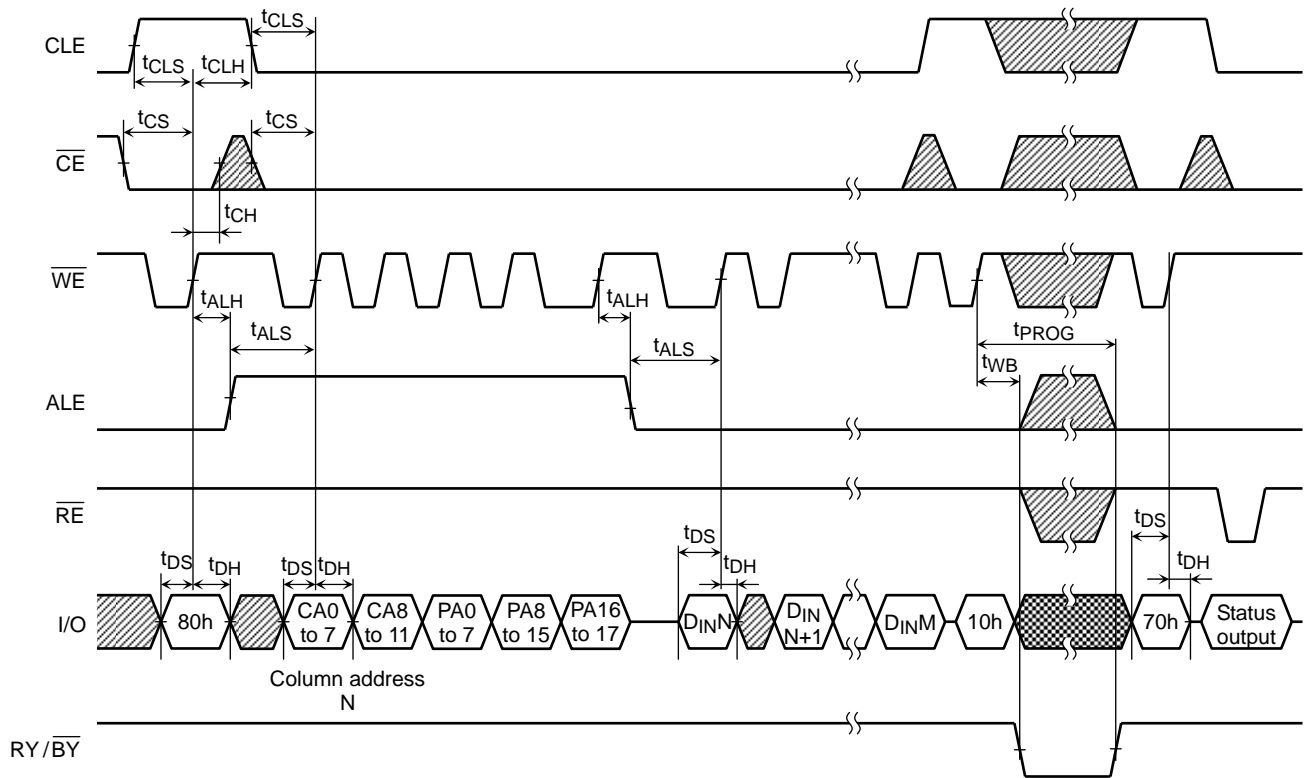 tCLS
CLE
tCLS tCLH
tCS tCS
CE
tCH
WE
tALH tALH
tALS tALS tPROG
tWB
ALE
RE
tDS tDH tDS tDH tDS tDH tDS tDH
I/O
80h
CA0 to 7
CA8 to 11
PA0 to 7
PA8 to 15
PA16 to 17
DINN
DIN N+1
DINM
10h
70h
Status output
Column address
N
RY/BY